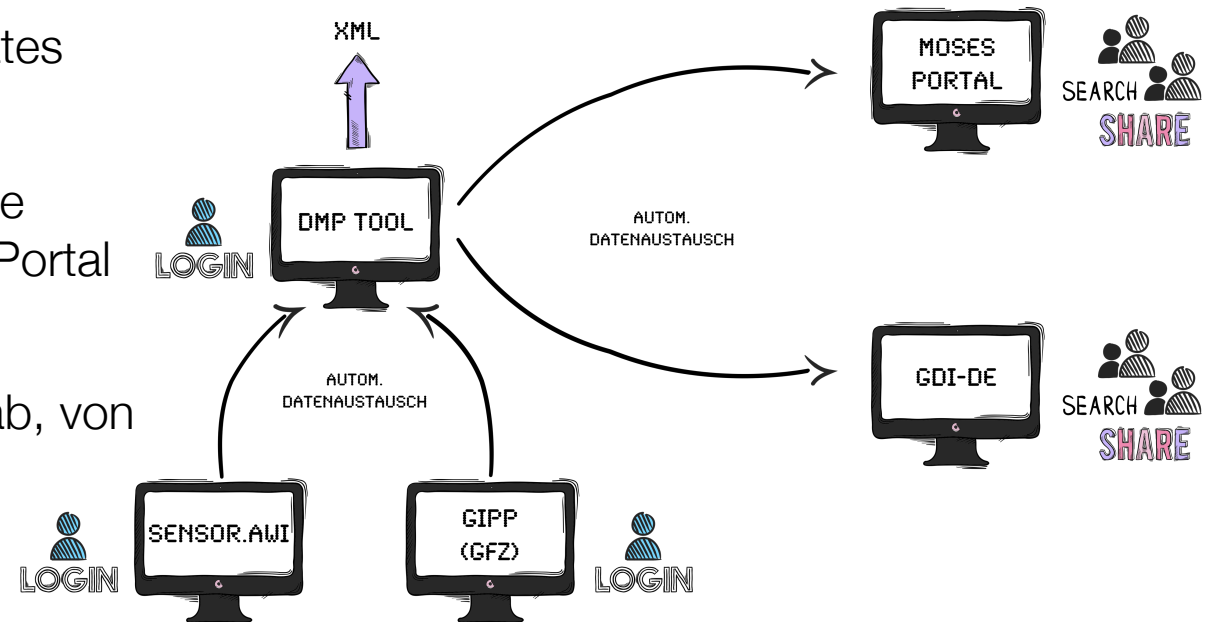 e
Portal
ab, von
XML
DMP TOOL
LOGIN
AUTOM.
DATENAUSTAUSCH
MOSES
PORTAL
SEARCH
SHARE
GDI-DE
SEARCH
SHARE
AUTOM.
DATENAUSTAUSCH
SENSOR.AWI
LOGIN
GIPP
(GFZ)
LOGIN